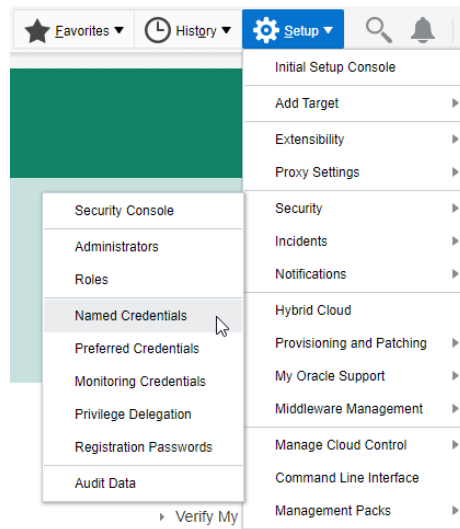 Favorites ▼ History ▼ Setup ▼
Initial Setup Console
Add Target
Extensibility
Proxy Settings
Security
Incidents
Notifications
Hybrid Cloud
Provisioning and Patching
My Oracle Support
Middleware Management
Manage Cloud Control
Command Line Interface
Management Packs
Security Console
Administrators
Roles
Named Credentials
Preferred Credentials
Monitoring Credentials
Privilege Delegation
Registration Passwords
Audit Data
Verify My